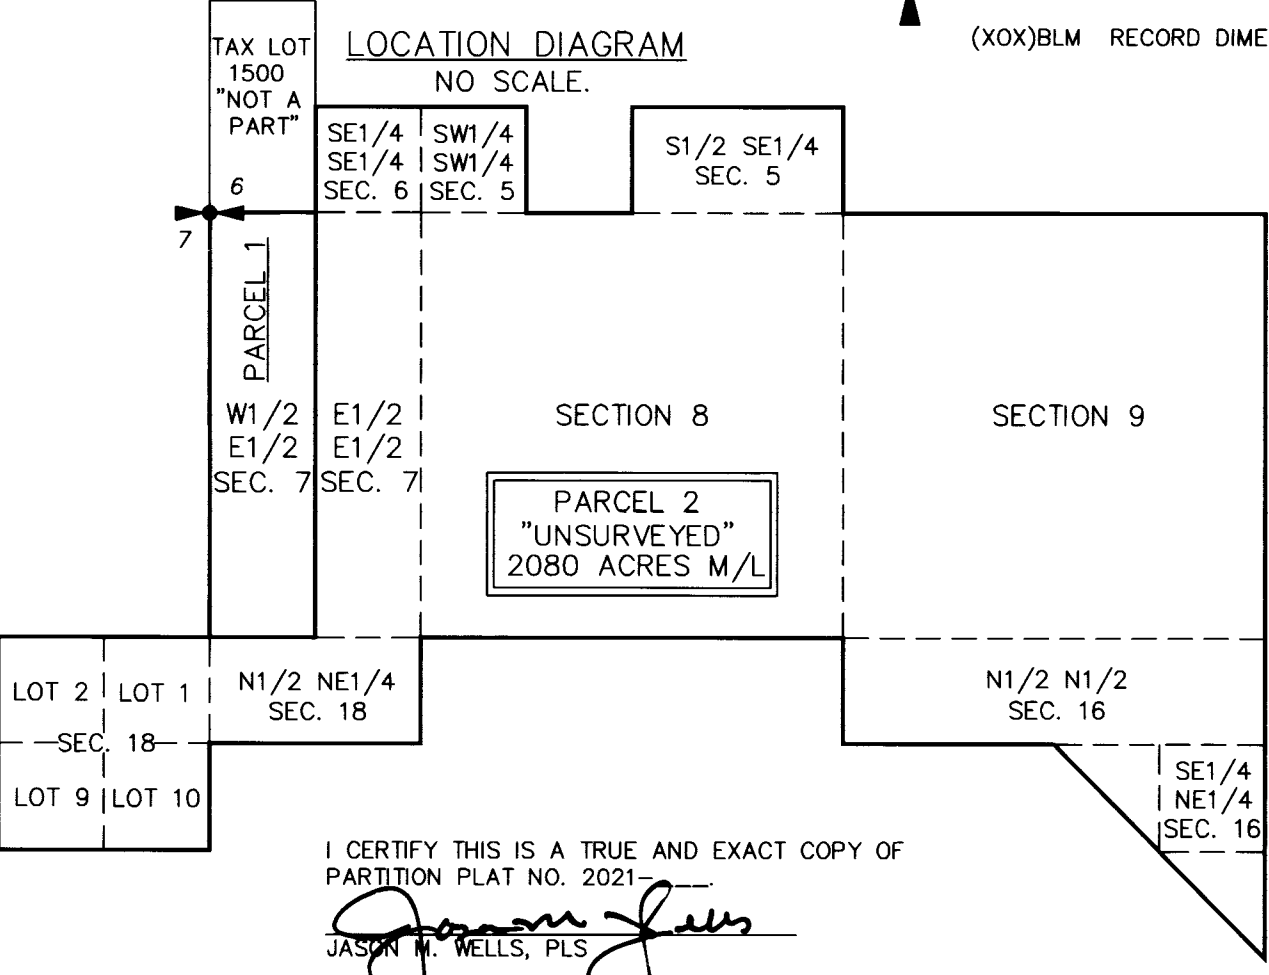 (XOX)BLM RECORD DIME
LOCATION DIAGRAM
NO SCALE.
TAX LOT
1500
"NOT A
PART"
6
7
SE1/4
SE1/4
SEC. 6
SW1/4
SW1/4
SEC. 5
S1/2 SE1/4
SEC. 5
PARCEL 1
W1/2
E1/2
SEC. 7
E1/2
E1/2
SEC. 7
SECTION 8
SECTION 9
PARCEL 2
"UNSURVEYED"
2080 ACRES M/L
LOT 2
LOT 1
SEC. 18
LOT 9
LOT 10
N1/2 NE1/4
SEC. 18
N1/2 N1/2
SEC. 16
SE1/4
NE1/4
SEC. 16
I CERTIFY THIS IS A TRUE AND EXACT COPY OF
PARTITION PLAT NO. 2021-___.
Jason M. Wells
JASON M. WELLS, PLS